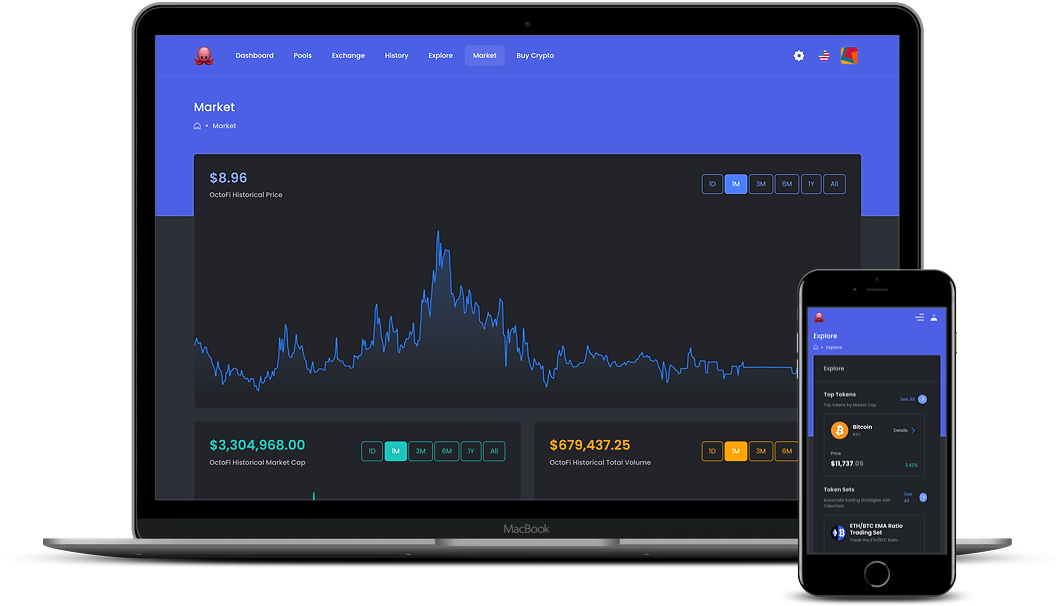 Dashboard Pools Exchange History Explore Market Buy Crypto
Market
Market
$8.96
OctoFi Historical Price
1D 1M 3M 6M 1Y All
$3,304,968.00
OctoFi Historical Market Cap
1D 1M 3M 6M 1Y All
$679,437.25
OctoFi Historical Total Volume
1D 1M 3M 6M
MacBook
Explore
Explore
Explore
Top Tokens
Top tokens by Market Cap
See All
Bitcoin
BTC
Details
Price
$11,737.05
2.42%
Token Sets
Automate trading strategies with
TokenSets
See
All
ETH/BTC EMA Ratio
Trading Set
Trade the ETH/BTC Ratio